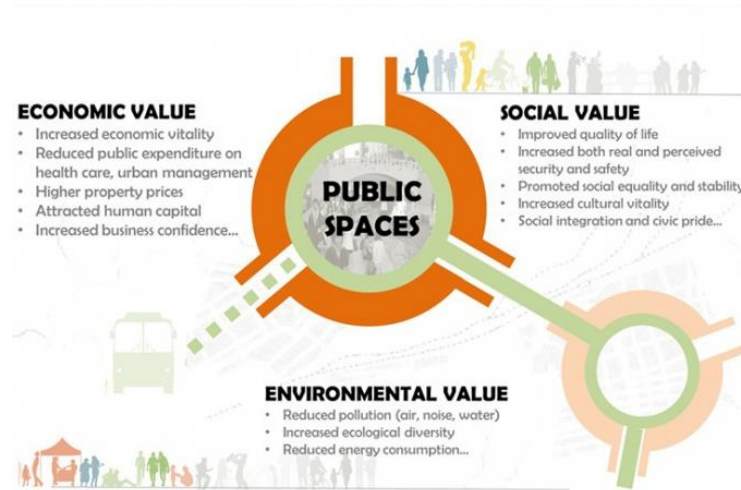 ECONOMIC VALUE
• Increased economic vitality
• Reduced public expenditure on
health care, urban management
• Higher property prices
• Attracted human capital
• Increased business confidence...
PUBLIC
SPACES
SOCIAL VALUE
• Improved quality of life
• Increased both real and perceived
security and safety
• Promoted social equality and stability
• Increased cultural vitality
• Social integration and civic pride...
ENVIRONMENTAL VALUE
• Reduced pollution (air, noise, water)
• Increased ecological diversity
• Reduced energy consumption...